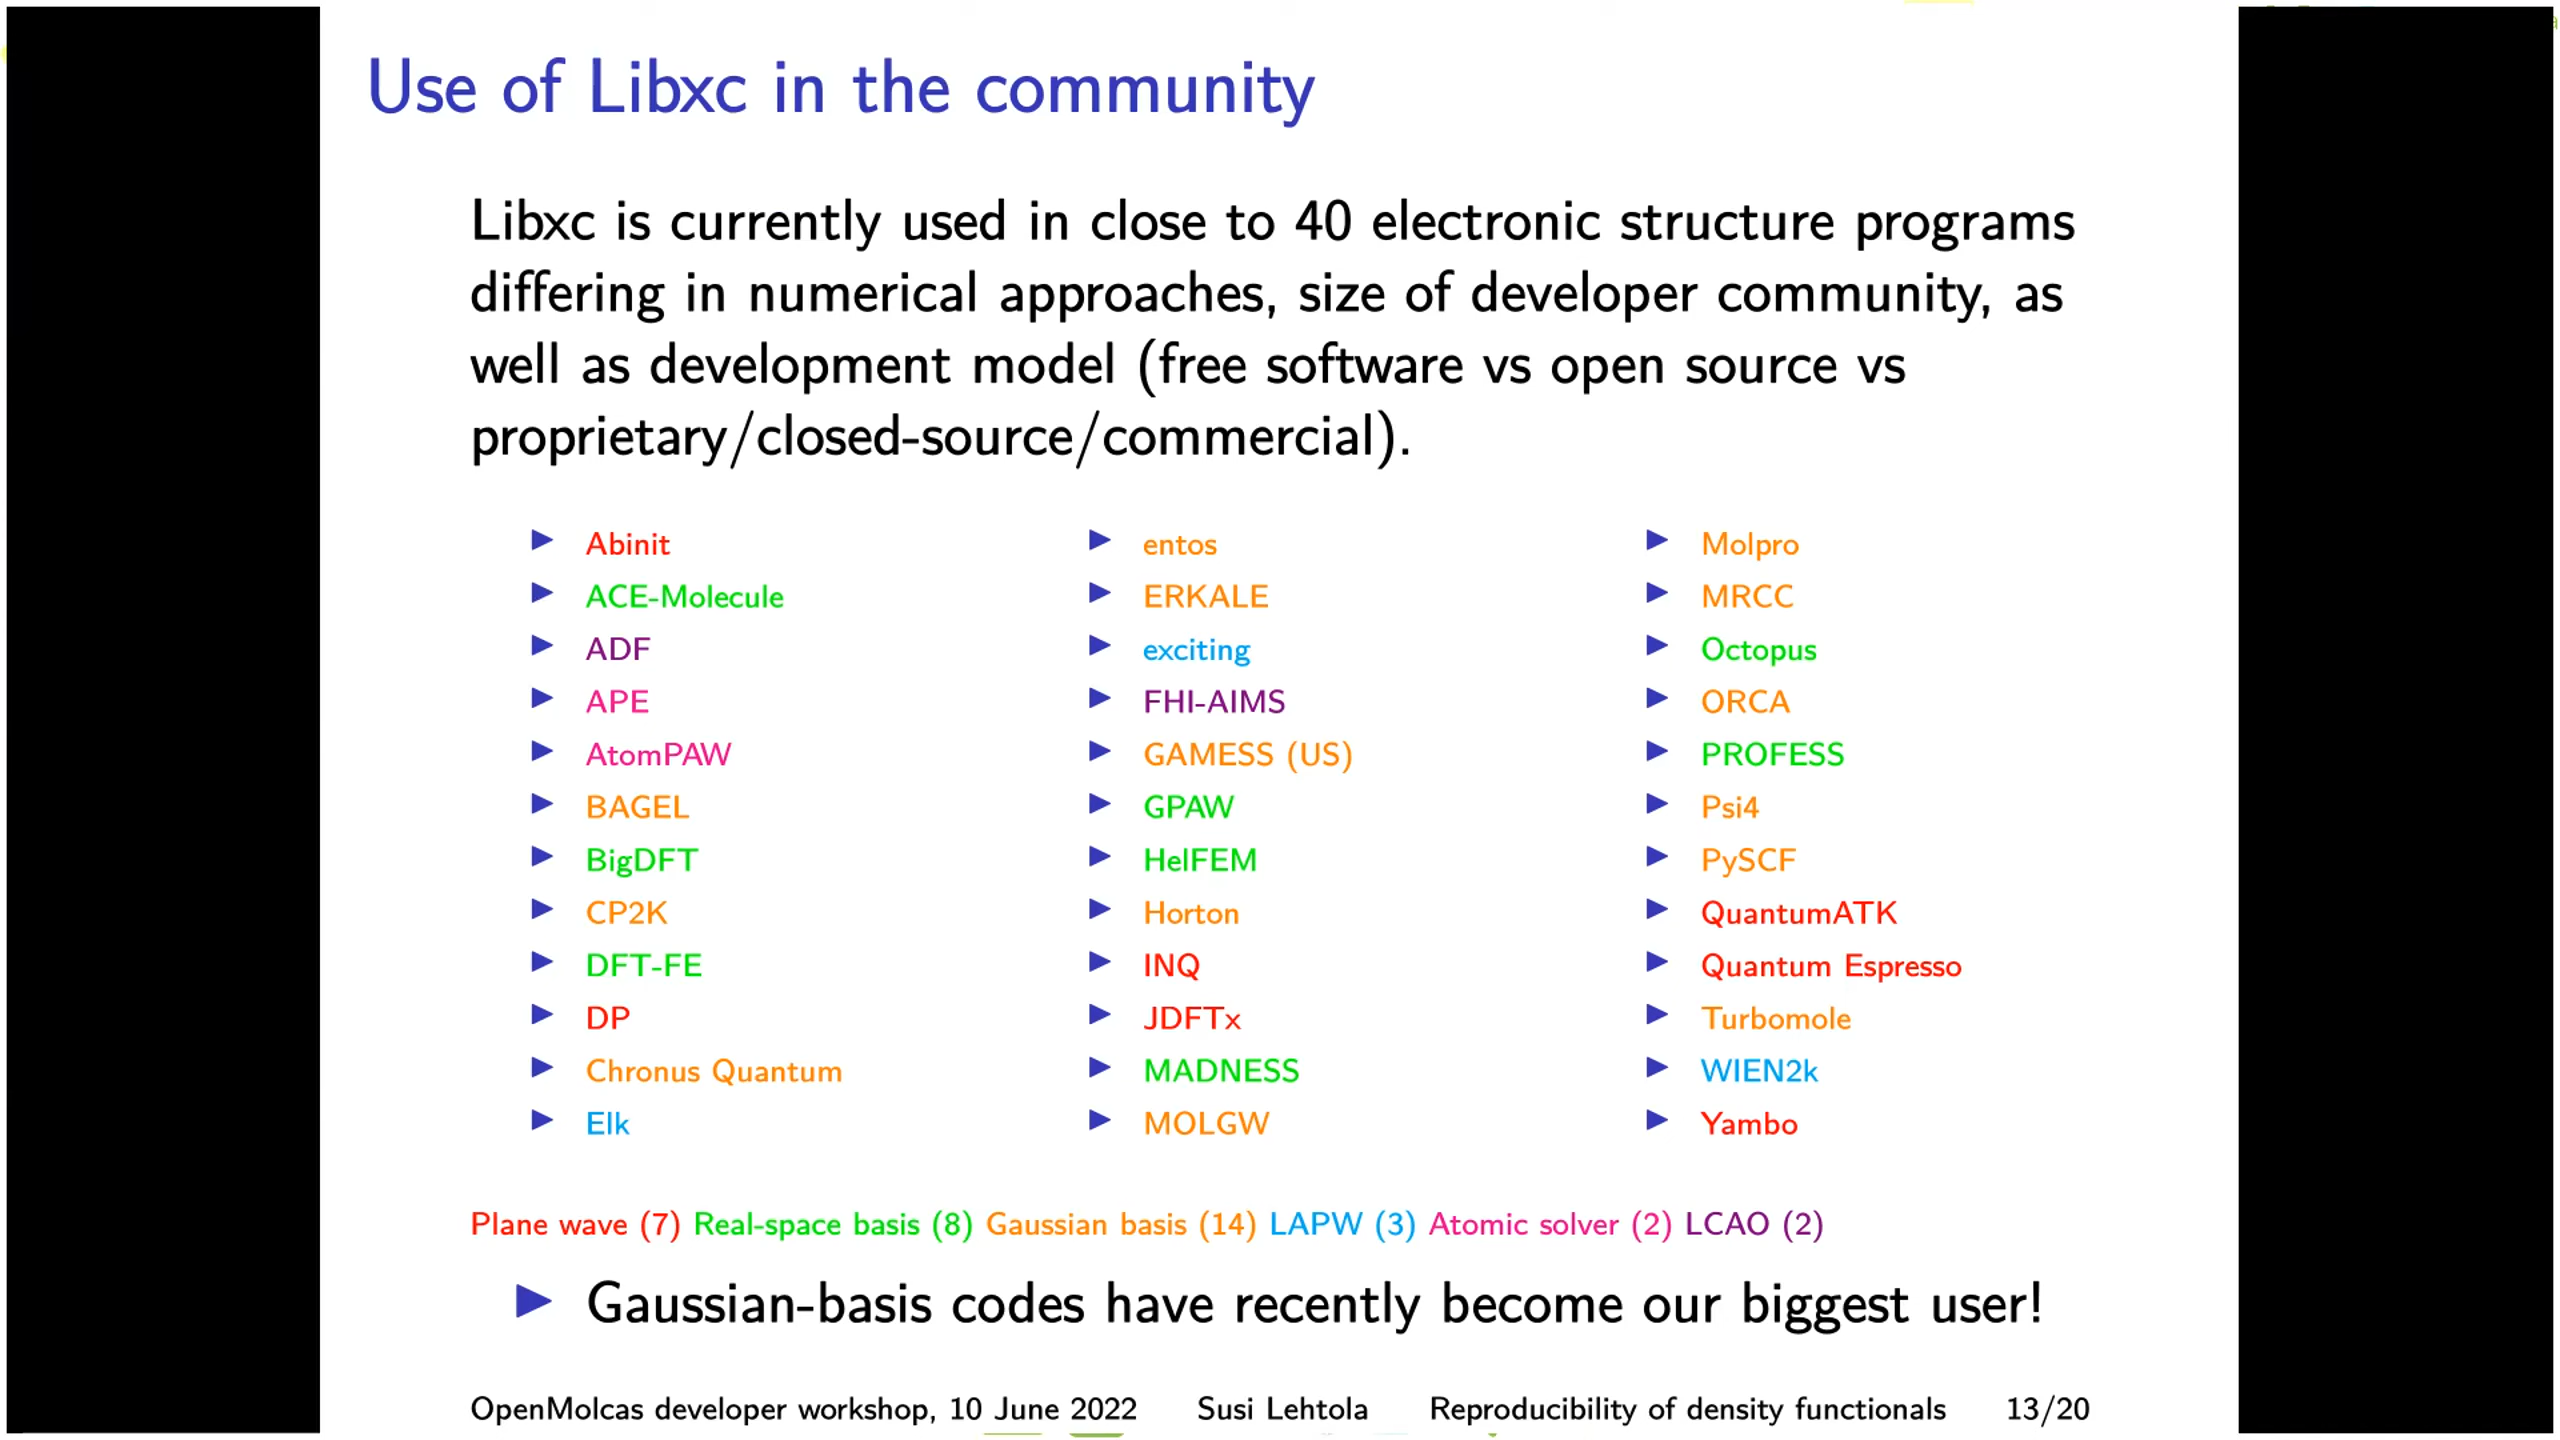 Use of Libxc in the community
Libxc is currently used in close to 40 electronic structure programs
differing in numerical approaches, size of developer community, as
well as development model (free software vs open source vs
proprietary/closed-source/commercial).
Abinit
ACE-Molecule
ADF
APE
AtomPAW
BAGEL
BigDFT
CP2K
DFT-FE
DP
Chronus Quantum
Elk
entos
ERKALE
exciting
FHI-AIMS
GAMESS (US)
GPAW
HelFEM
Horton
INQ
JDFTx
MADNESS
MOLGW
Molpro
MRCC
Octopus
ORCA
PROFESS
Psi4
PySCF
QuantumATK
Quantum Espresso
Turbomole
WIEN2k
Yambo
Plane wave (7) Real-space basis (8) Gaussian basis (14) LAPW (3) Atomic solver (2) LCAO (2)
Gaussian-basis codes have recently become our biggest user!
OpenMolcas developer workshop, 10 June 2022 Susi Lehtola Reproducibility of density functionals 13/20